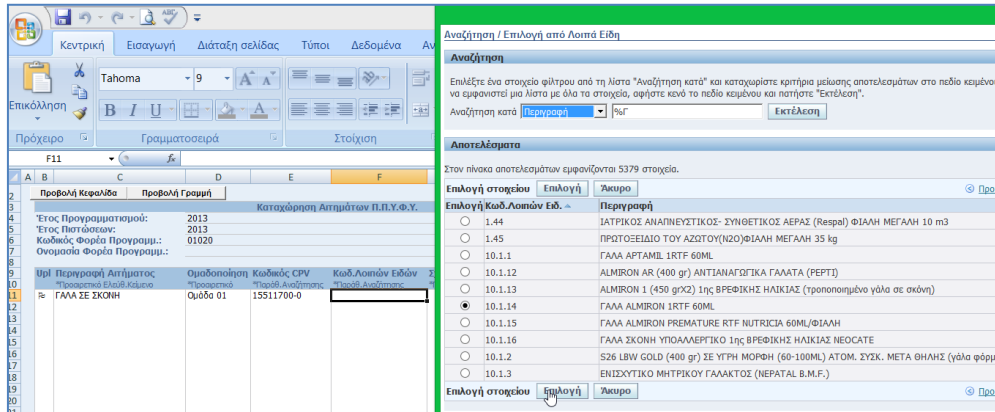 Κεντρική Εισαγωγή Διάταξη σελίδας Τύποι Δεδομένα
Επικόλληση
Tahoma 9
B I U
Πρόχειρο Γραμματοσειρά Στοίχιση
F11 fx
A B C D E F
Προβολή Κεφαλίδα Προβολή Γραμμή
Καταχώρηση Αιτημάτων Π.Π.Υ.Φ.Υ.
Έτος Προγραμματισμού: 2013
Έτος Πιστώσεων: 2013
Κωδικός Φορέα Προγραμμ.: 01020
Ονομασία Φορέα Προγραμμ.:
Upl Περιγραφή Αιτήματος Ομαδοποίηση Κωδικός CPV Κωδ.Λοιπών Ειδών
*Προαιρετικό Ελεύθ.Κείμενο *Προαιρετικό *Παράθ.Αναζήτησης *Παράθ.Αναζήτησης
ΓΑΛΑ ΣΕ ΣΚΟΝΗ Ομάδα 01 15511700-0
Αναζήτηση / Επιλογή από Λοιπά Είδη
Αναζήτηση
Επιλέξτε ένα στοιχείο φίλτρου από τη λίστα "Αναζήτηση κατά" και καταχωρίστε κριτήρια μείωσης αποτελεσμάτων στο πεδίο
να εμφανιστεί μια λίστα με όλα τα στοιχεία, αφήστε κενό το πεδίο κειμένου και πατήστε "Εκτέλεση".
Αναζήτηση κατά Περιγραφή %Γ Εκτέλεση
Αποτελέσματα
Στον πίνακα αποτελεσμάτων εμφανίζονται 5379 στοιχεία.
Επιλογή στοιχείου Επιλογή Άκυρο
Επιλογή Κωδ.Λοιπών Ειδ. Περιγραφή
1.44 ΙΑΤΡΙΚΟΣ ΑΝΑΠΝΕΥΣΤΙΚΟΣ- ΣΥΝΘΕΤΙΚΟΣ ΑΕΡΑΣ (Respal) ΦΙΑΛΗ ΜΕΓΑΛΗ 10 m3
1.45 ΠΡΩΤΟΞΕΙΔΙΟ ΤΟΥ ΑΖΩΤΟΥ(N2O)ΦΙΑΛΗ ΜΕΓΑΛΗ 35 kg
10.1.1 ΓΑΛΑ APTAMIL 1RTF 60ML
10.1.12 ALMIRON AR (400 gr) ΑΝΤΙΑΝΑΓΩΓΙΚΑ ΓΑΛΑΤΑ (PEPTI)
10.1.13 ALMIRON 1 (450 grX2) 1ης ΒΡΕΦΙΚΗΣ ΗΛΙΚΙΑΣ (τροποποιημένο γάλα σε σκόνη)
10.1.14 ΓΑΛΑ ALMIRON 1RTF 60ML
10.1.15 ΓΑΛΑ ALMIRON PREMATURE RTF NUTRICIA 60ML/ΦΙΑΛΗ
10.1.16 ΓΑΛΑ ΣΚΟΝΗ ΥΠΟΑΛΛΕΡΓΙΚΟ 1ης ΒΡΕΦΙΚΗΣ ΗΛΙΚΙΑΣ NEOCATE
10.1.2 S26 LBW GOLD (400 gr) ΣΕ ΥΓΡΗ ΜΟΡΦΗ (60-100ML) ΑΤΟΜ. ΣΥΣΚ. ΜΕΤΑ ΘΗΛΗΣ (γάλα
10.1.3 ΕΝΙΣΧΥΤΙΚΟ ΜΗΤΡΙΚΟΥ ΓΑΛΑΚΤΟΣ (NEPATAL B.M.F.)
Επιλογή στοιχείου Επιλογή Άκυρο